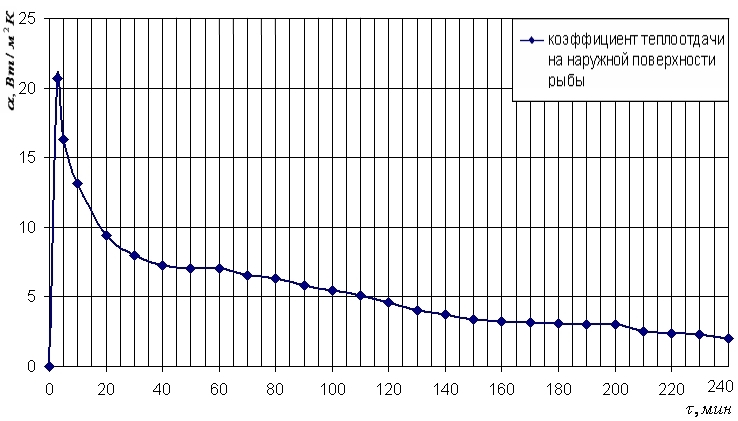 α, Вт/м²К
25
20
15
10
5
0
коэффициент теплоотдачи
на наружной поверхности
рыбы
0 20 40 60 80 100 120 140 160 180 200 220 240
τ, мин